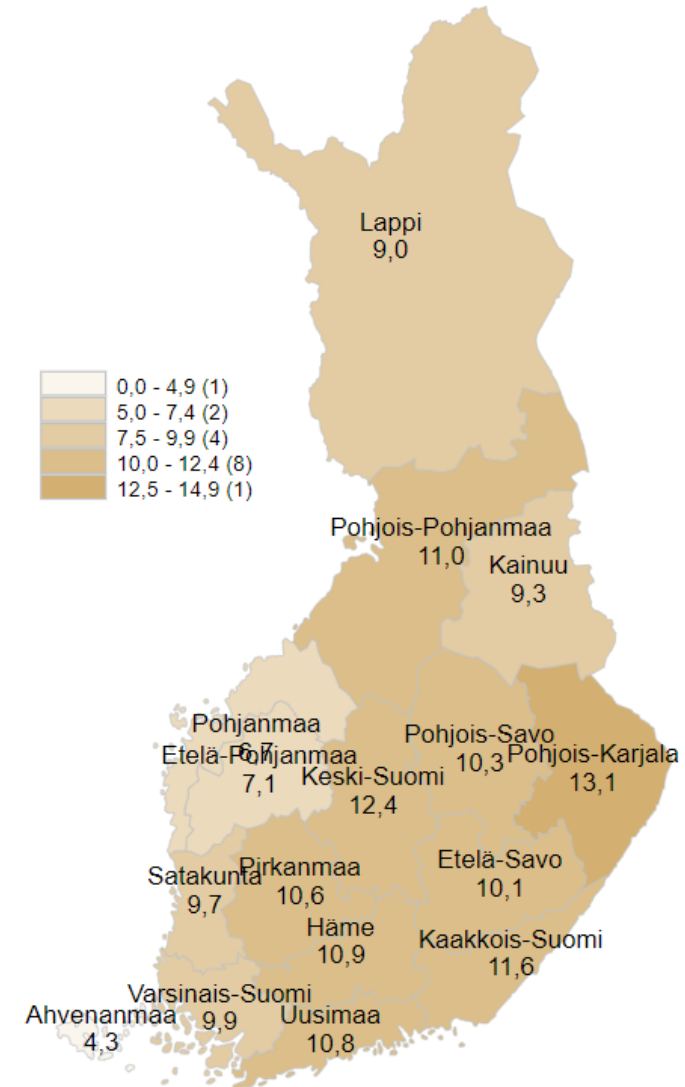 Lappi
9,0
0,0 - 4,9 (1)
5,0 - 7,4 (2)
7,5 - 9,9 (4)
10,0 - 12,4 (8)
12,5 - 14,9 (1)
Pohjois-Pohjanmaa
11,0
Kainuu
9,3
Pohjanmaa
6,7
Etelä-Pohjanmaa
7,1
Keski-Suomi
12,4
Pohjois-Savo
10,3
Pohjois-Karjala
13,1
Satakunta
9,7
Pirkanmaa
10,6
Etelä-Savo
10,1
Häme
10,9
Kaakkois-Suomi
11,6
Ahvenanmaa
4,3
Varsinais-Suomi
9,9
Uusimaa
10,8